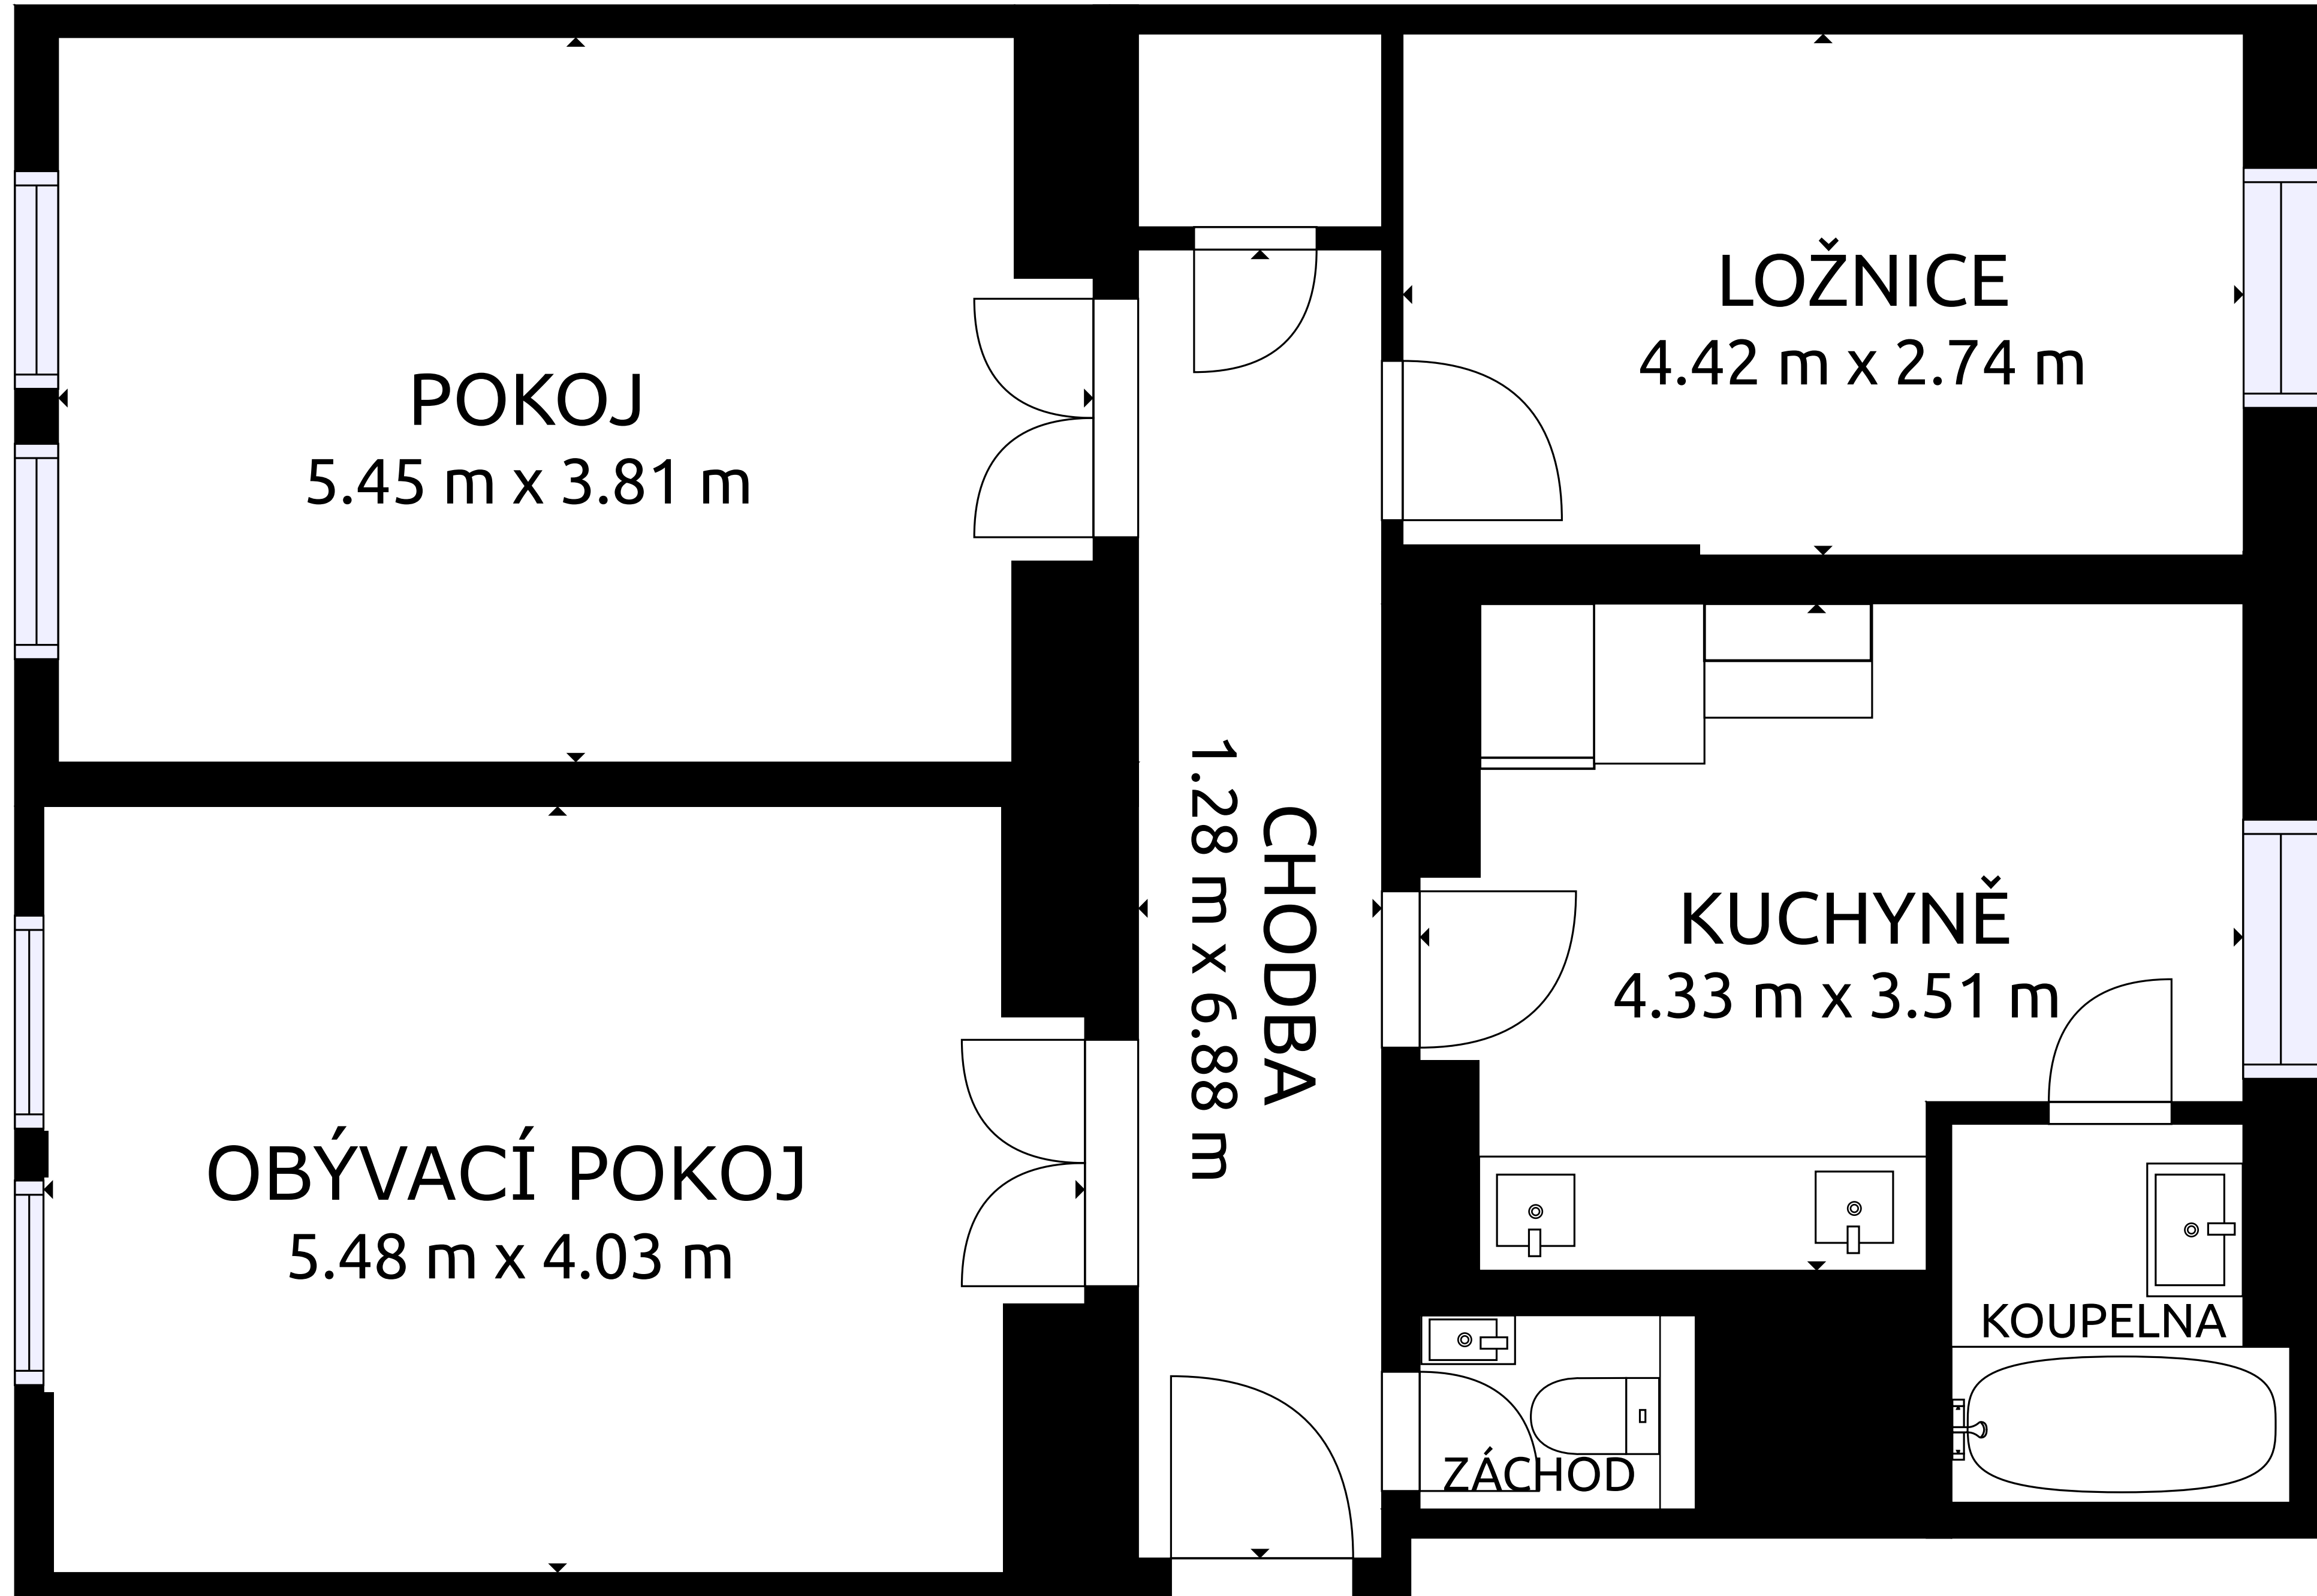 POKOJ
5.45 m x 3.81 m
LOŽNICE
4.42 m x 2.74 m
CHODBA
1.28 m x 6.88 m
KUCHYNĚ
4.33 m x 3.51 m
OBÝVACÍ POKOJ
5.48 m x 4.03 m
KOUPELNA
ZÁCHOD